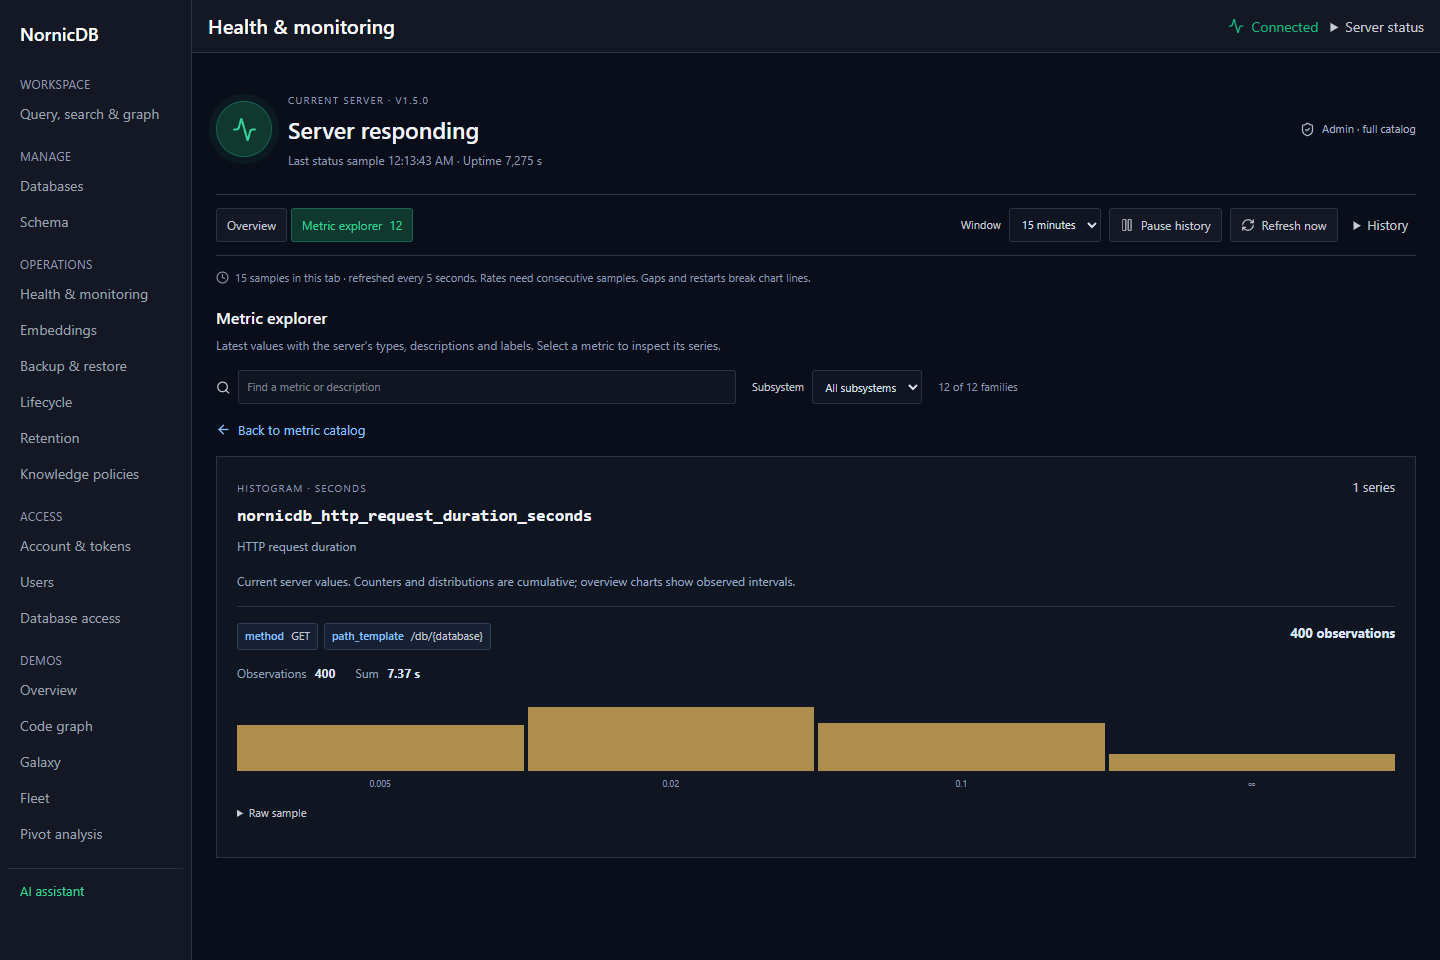 NornicDB
WORKSPACE
Query, search & graph
MANAGE
Databases
Schema
OPERATIONS
Health & monitoring
Embeddings
Backup & restore
Lifecycle
Retention
Knowledge policies
ACCESS
Account & tokens
Users
Database access
DEMOS
Overview
Code graph
Galaxy
Fleet
Pivot analysis
AI assistant
Health & monitoring
Connected
Server status
CURRENT SERVER · V1.5.0
Server responding
Last status sample 12:13:43 AM · Uptime 7,275 s
Admin · full catalog
Overview
Metric explorer 12
Window
15 minutes
Pause history
Refresh now
History
15 samples in this tab · refreshed every 5 seconds. Rates need consecutive samples. Gaps and restarts break chart lines.
Metric explorer
Latest values with the server's types, descriptions and labels. Select a metric to inspect its series.
Find a metric or description
Subsystem
All subsystems
12 of 12 families
Back to metric catalog
HISTOGRAM · SECONDS
1 series
nornicdb_http_request_duration_seconds
HTTP request duration
Current server values. Counters and distributions are cumulative; overview charts show observed intervals.
method GET
path_template /db/{database}
400 observations
Observations 400 Sum 7.37 s
0.005
0.02
0.1
∞
Raw sample